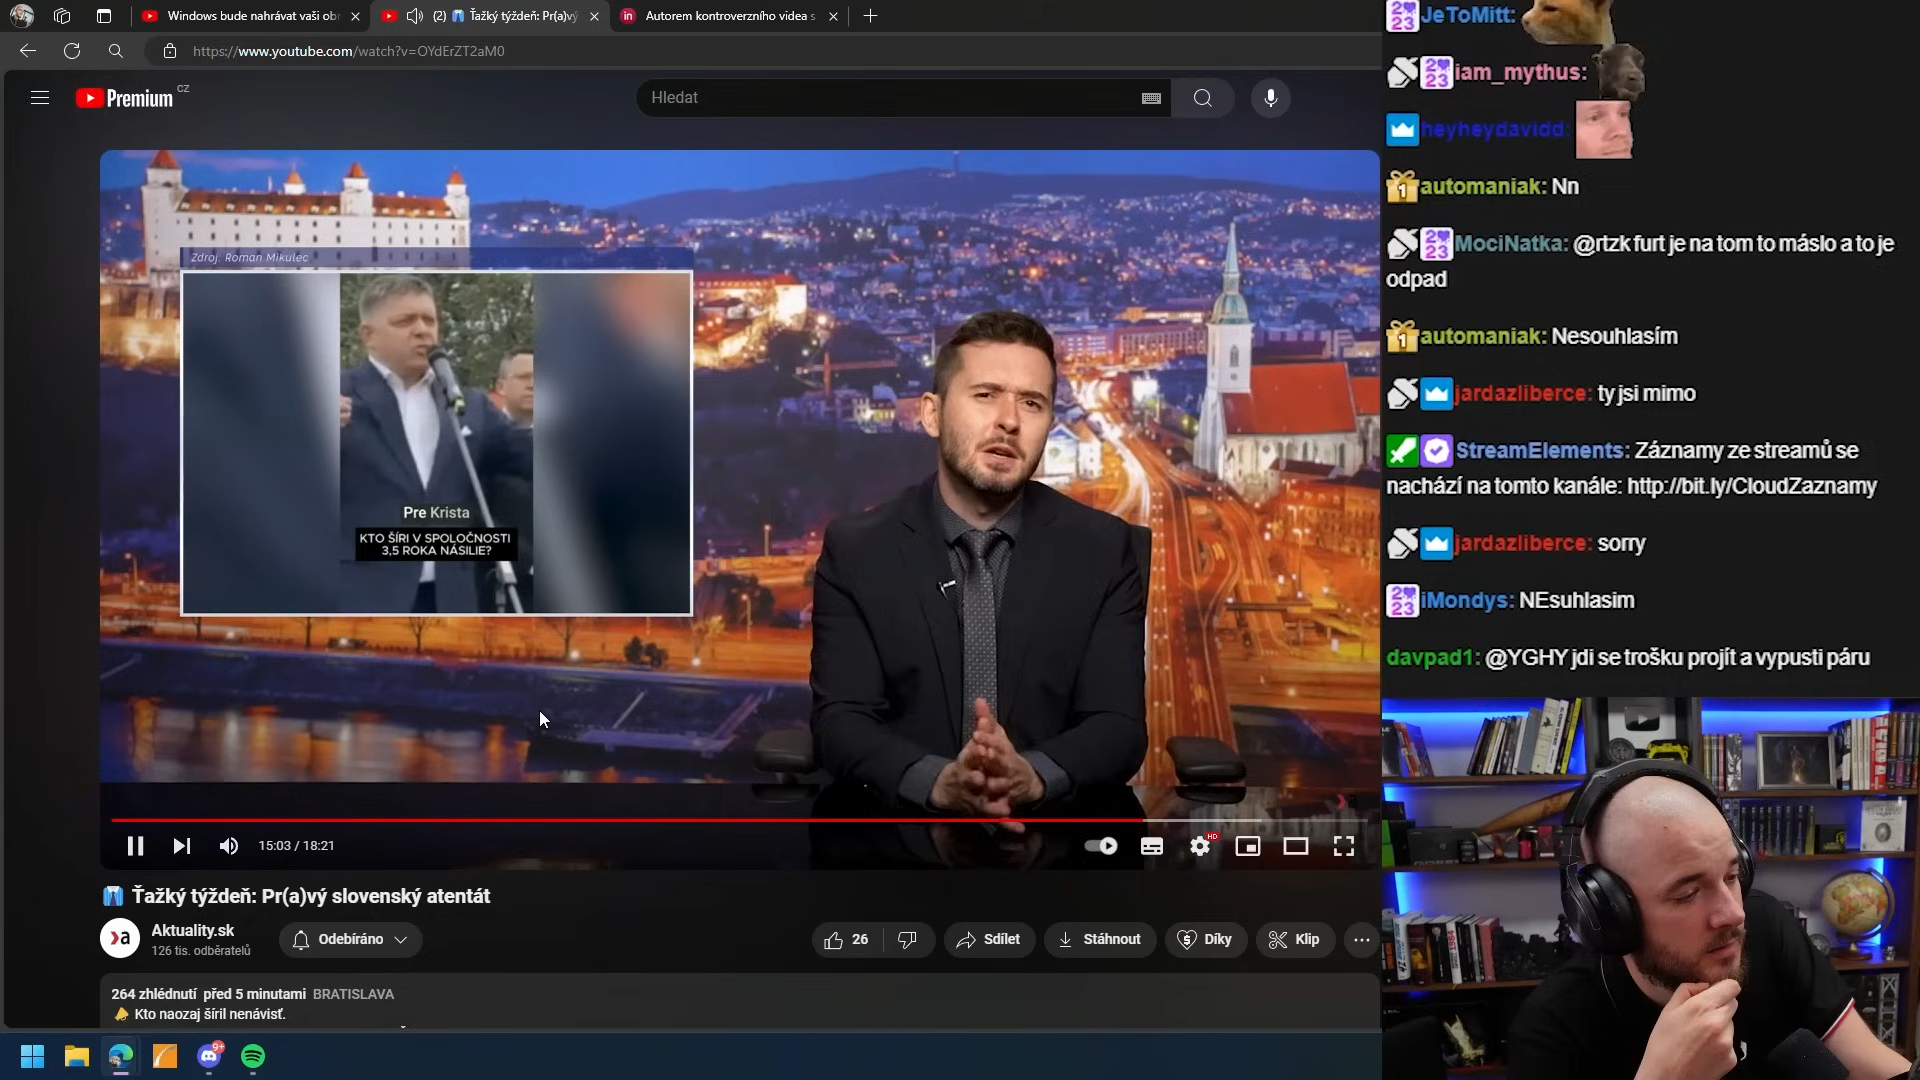 Windows bude nahrávat vaši obr
(2) 👔 Ťažký týždeň: Pr(a)vý
Autorem kontroverzního videa s
https://www.youtube.com/watch?v=OYdErZT2aM0
Premium CZ
Hledat
Zdroj: Roman Mikulec
Pre Krista
KTO ŠÍRI V SPOLOČNOSTI
3,5 ROKA NÁSILIE?
15:03 / 18:21
HD
👔 Ťažký týždeň: Pr(a)vý slovenský atentát
Aktuality.sk
126 tis. odběratelů
Odebíráno
26
Sdílet
Stáhnout
Díky
Klip
264 zhlédnutí před 5 minutami BRATISLAVA
📣 Kto naozaj šíril nenávisť.
9+
JeToMitt:
iam_mythus:
heyheydavidd:
automaniak: Nn
MociNatka: @rtzk furt je na tom to máslo a to je
odpad
automaniak: Nesouhlasím
jardazliberce: ty jsi mimo
StreamElements: Záznamy ze streamů se
nachází na tomto kanále: http://bit.ly/CloudZaznamy
jardazliberce: sorry
iMondys: NEsuhlasim
davpad1: @YGHY jdi se trošku projít a vypusti páru